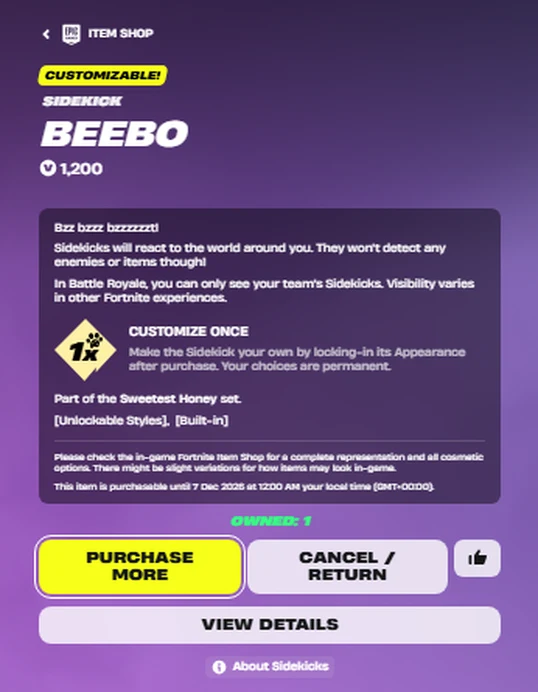 ITEM SHOP
CUSTOMIZABLE!
SIDEKICK
BEEBO
1,200
Bzz bzzz bzzzzzzt!
Sidekicks will react to the world around you. They won't detect any
enemies or items though!
In Battle Royale, you can only see your team's Sidekicks. Visibility varies
in other Fortnite experiences.
1x
CUSTOMIZE ONCE
Make the Sidekick your own by locking-in its Appearance
after purchase. Your choices are permanent.
Part of the Sweetest Honey set.
[Unlockable Styles], [Built-in]
Please check the in-game Fortnite Item Shop for a complete representation and all cosmetic
options. There might be slight variations for how items may look in-game.
This item is purchasable until 7 Dec 2025 at 12:00 AM your local time (GMT+00:00).
OWNED: 1
PURCHASE
MORE
CANCEL /
RETURN
VIEW DETAILS
About Sidekicks